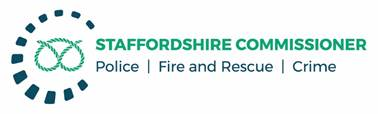 STAFFORDSHIRE COMMISSIONER
Police | Fire and Rescue | Crime